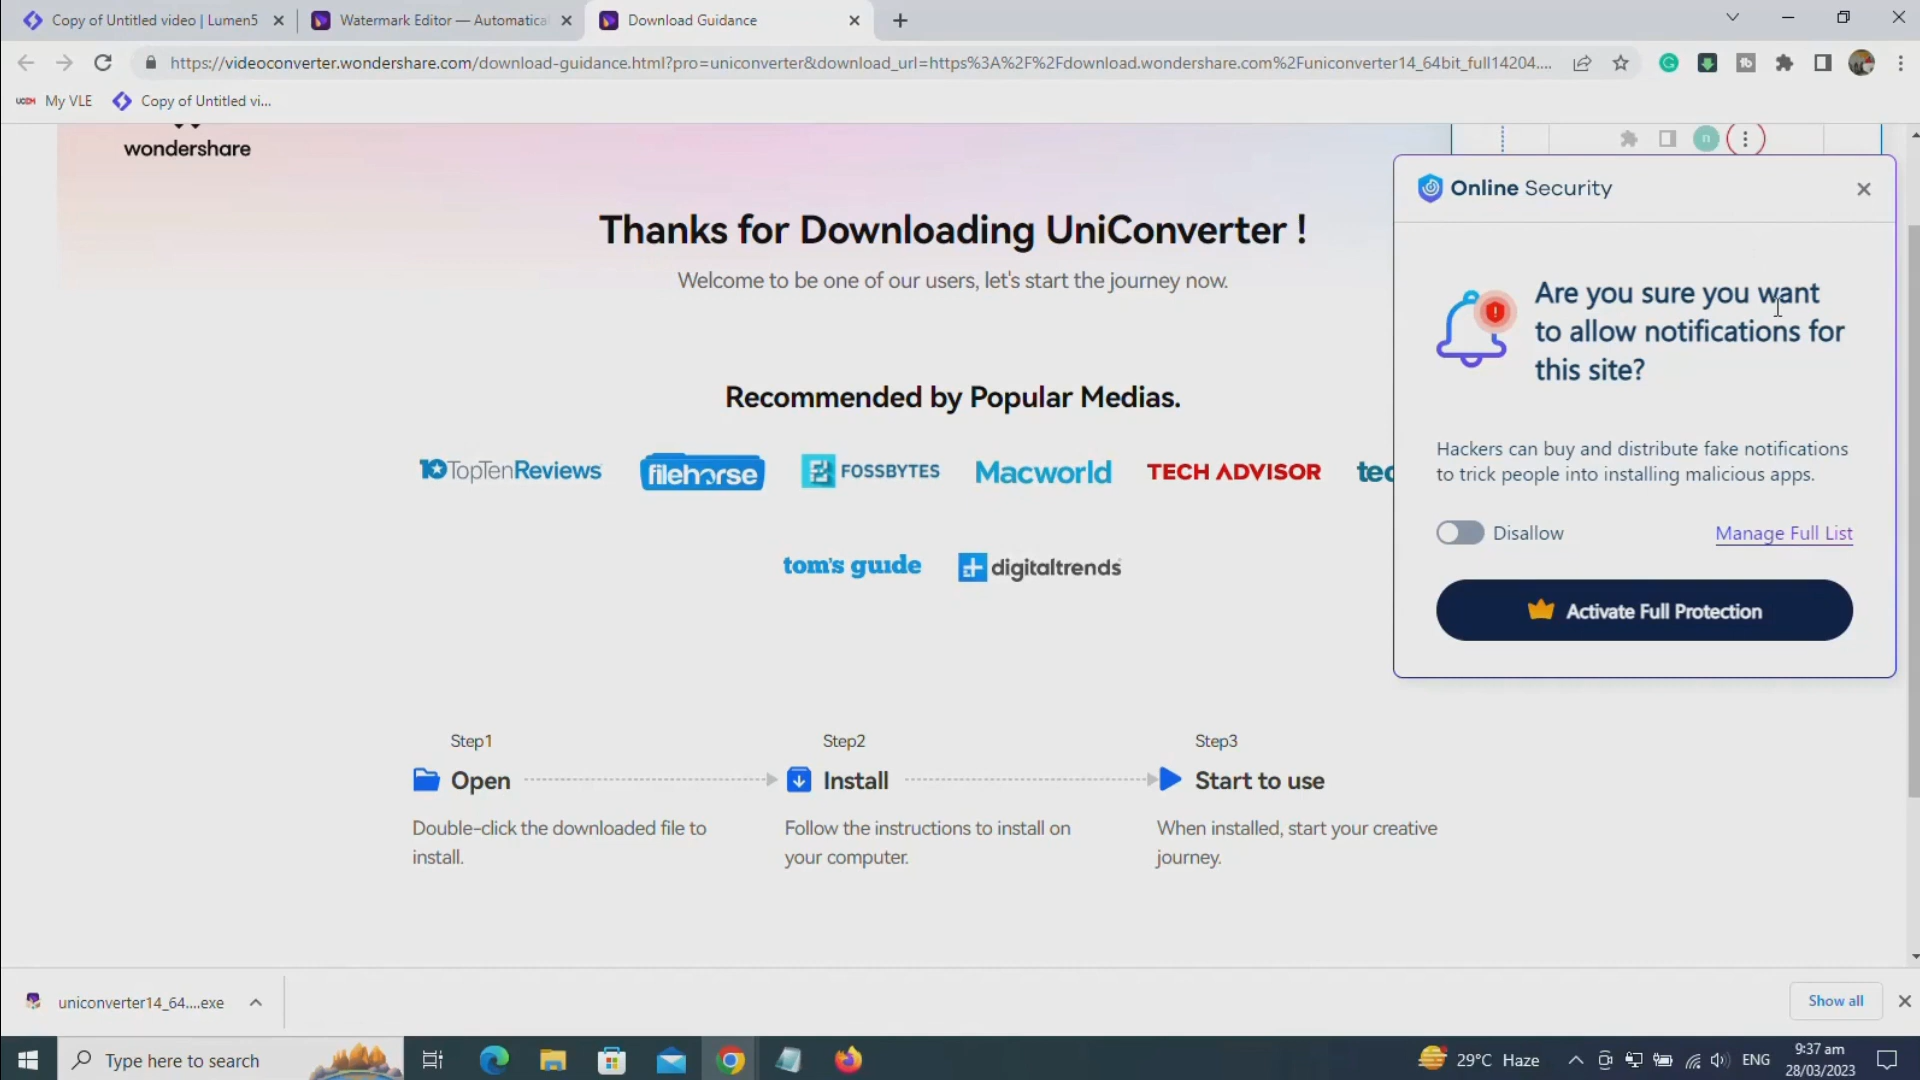 Copy of Untitled video | Lumen5
Watermark Editor — Automatica
Download Guidance
https://videoconverter.wondershare.com/download-guidance.html?pro=uniconverter&download_url=https%3A%2F%2Fdownload.wondershare.com%2Funiconverter14_64bit_full14204....
My VLE
Copy of Untitled vi...
wondershare
n
Online Security
Thanks for Downloading UniConverter !
Welcome to be one of our users, let's start the journey now.
Are you sure you want
to allow notifications for
this site?
Recommended by Popular Medias.
Hackers can buy and distribute fake notifications
to trick people into installing malicious apps.
10 TopTenReviews
filehorse
FOSSBYTES
Macworld
TECH ADVISOR
tec
Disallow
Manage Full List
tom's guide
digitaltrends
Activate Full Protection
Step1
Step2
Step3
Open
Install
Start to use
Double-click the downloaded file to
install.
Follow the instructions to install on
your computer.
When installed, start your creative
journey.
uniconverter14_64....exe
Show all
Type here to search
29°C Haze
ENG
9:37 am
28/03/2023